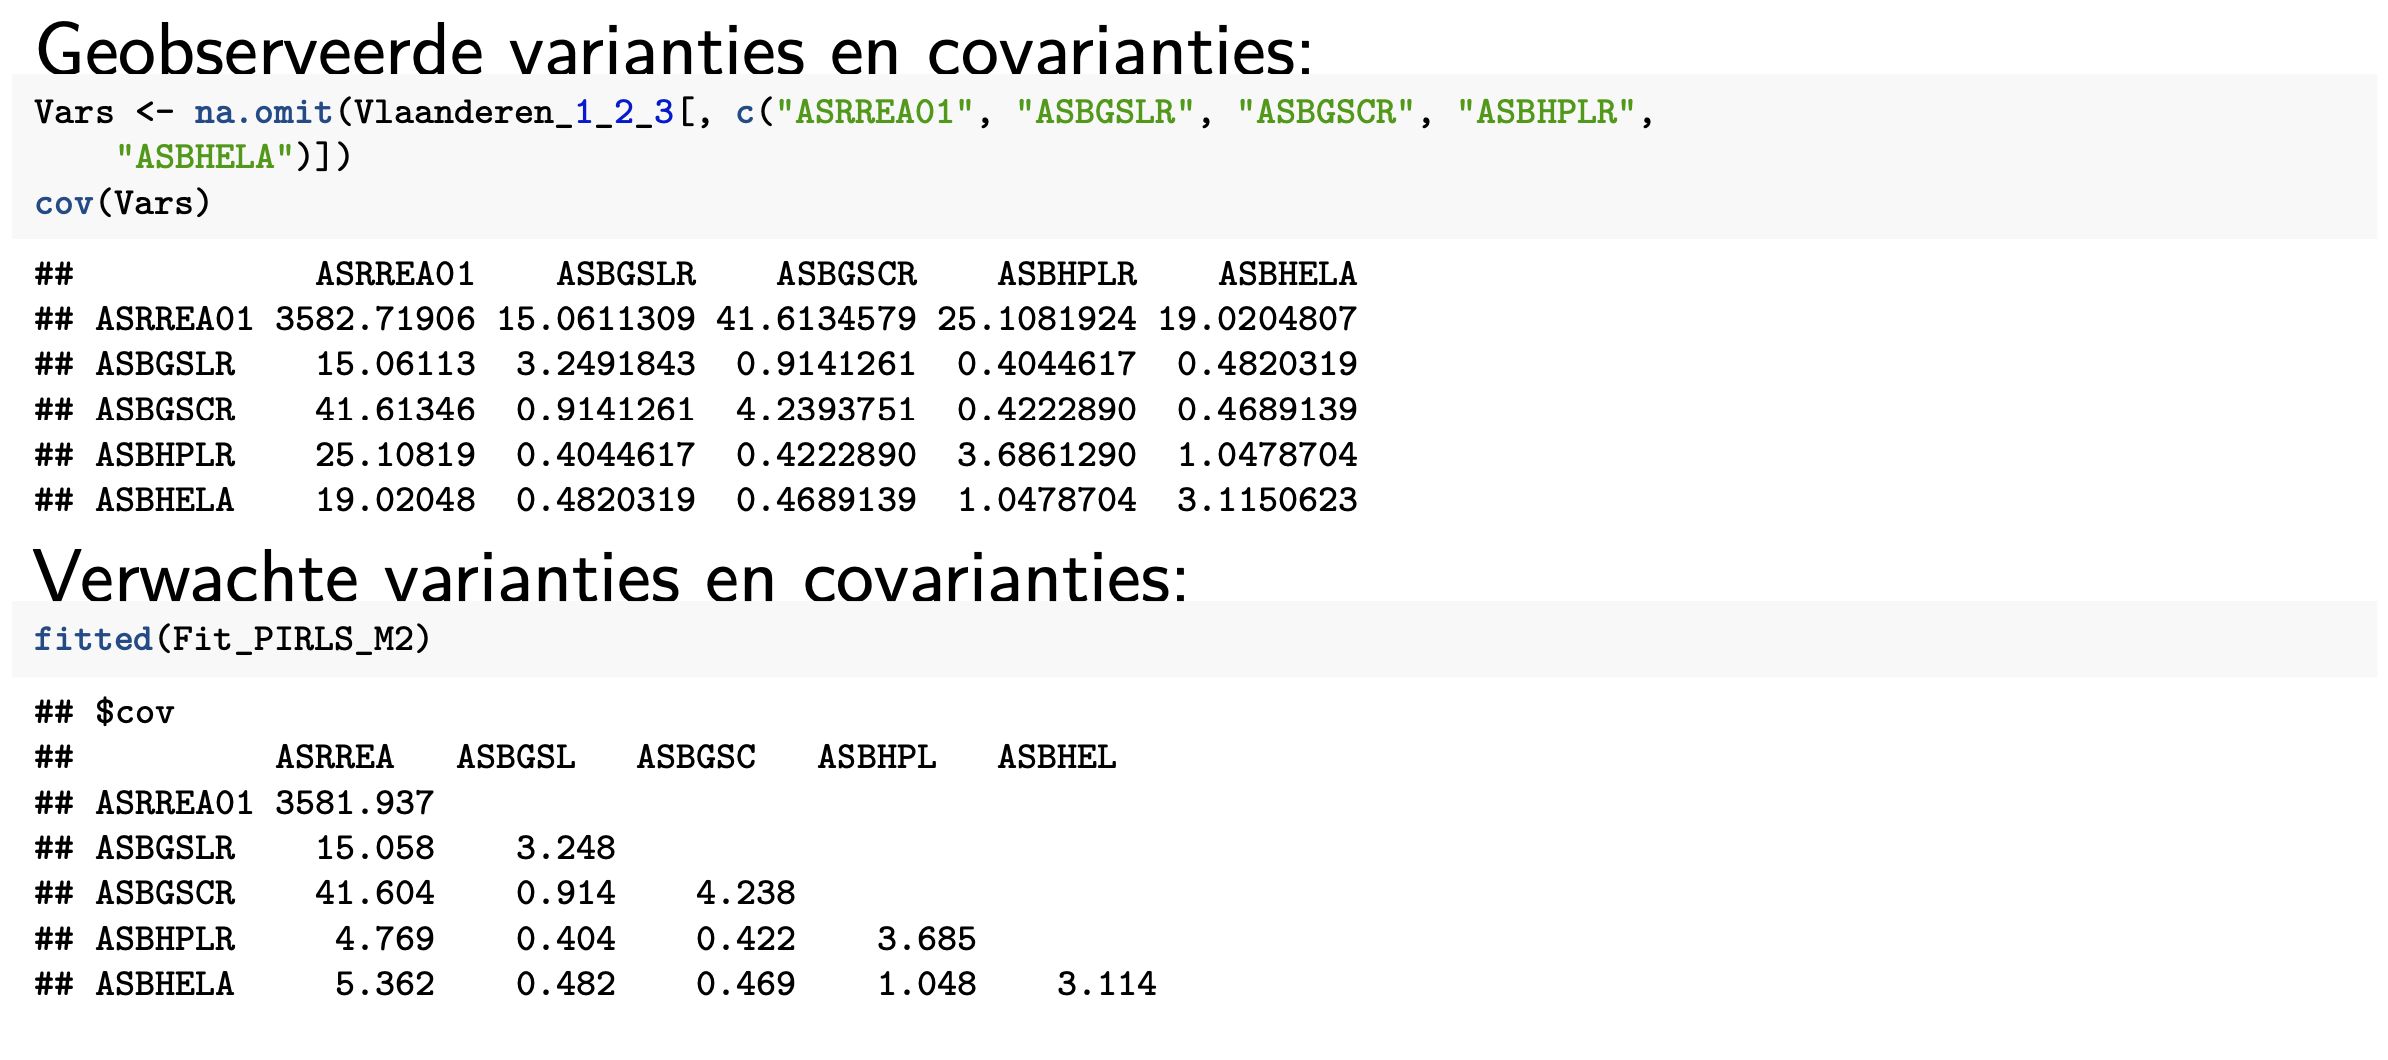 Geobserveerde varianties en covarianties:
Vars <- na.omit(Vlaanderen_1_2_3[, c("ASRREA01", "ASBGSLR", "ASBGSCR", "ASBHPLR",
    "ASBHELA")])
cov(Vars)
##            ASRREA01    ASBGSLR    ASBGSCR    ASBHPLR    ASBHELA
## ASRREA01 3582.71906 15.0611309 41.6134579 25.1081924 19.0204807
## ASBGSLR    15.06113  3.2491843  0.9141261  0.4044617  0.4820319
## ASBGSCR    41.61346  0.9141261  4.2393751  0.4222890  0.4689139
## ASBHPLR    25.10819  0.4044617  0.4222890  3.6861290  1.0478704
## ASBHELA    19.02048  0.4820319  0.4689139  1.0478704  3.1150623
Verwachte varianties en covarianties:
fitted(Fit_PIRLS_M2)
## $cov
##          ASRREA   ASBGSL   ASBGSC   ASBHPL   ASBHEL
## ASRREA01 3581.937
## ASBGSLR    15.058    3.248
## ASBGSCR    41.604    0.914    4.238
## ASBHPLR     4.769    0.404    0.422    3.685
## ASBHELA     5.362    0.482    0.469    1.048    3.114